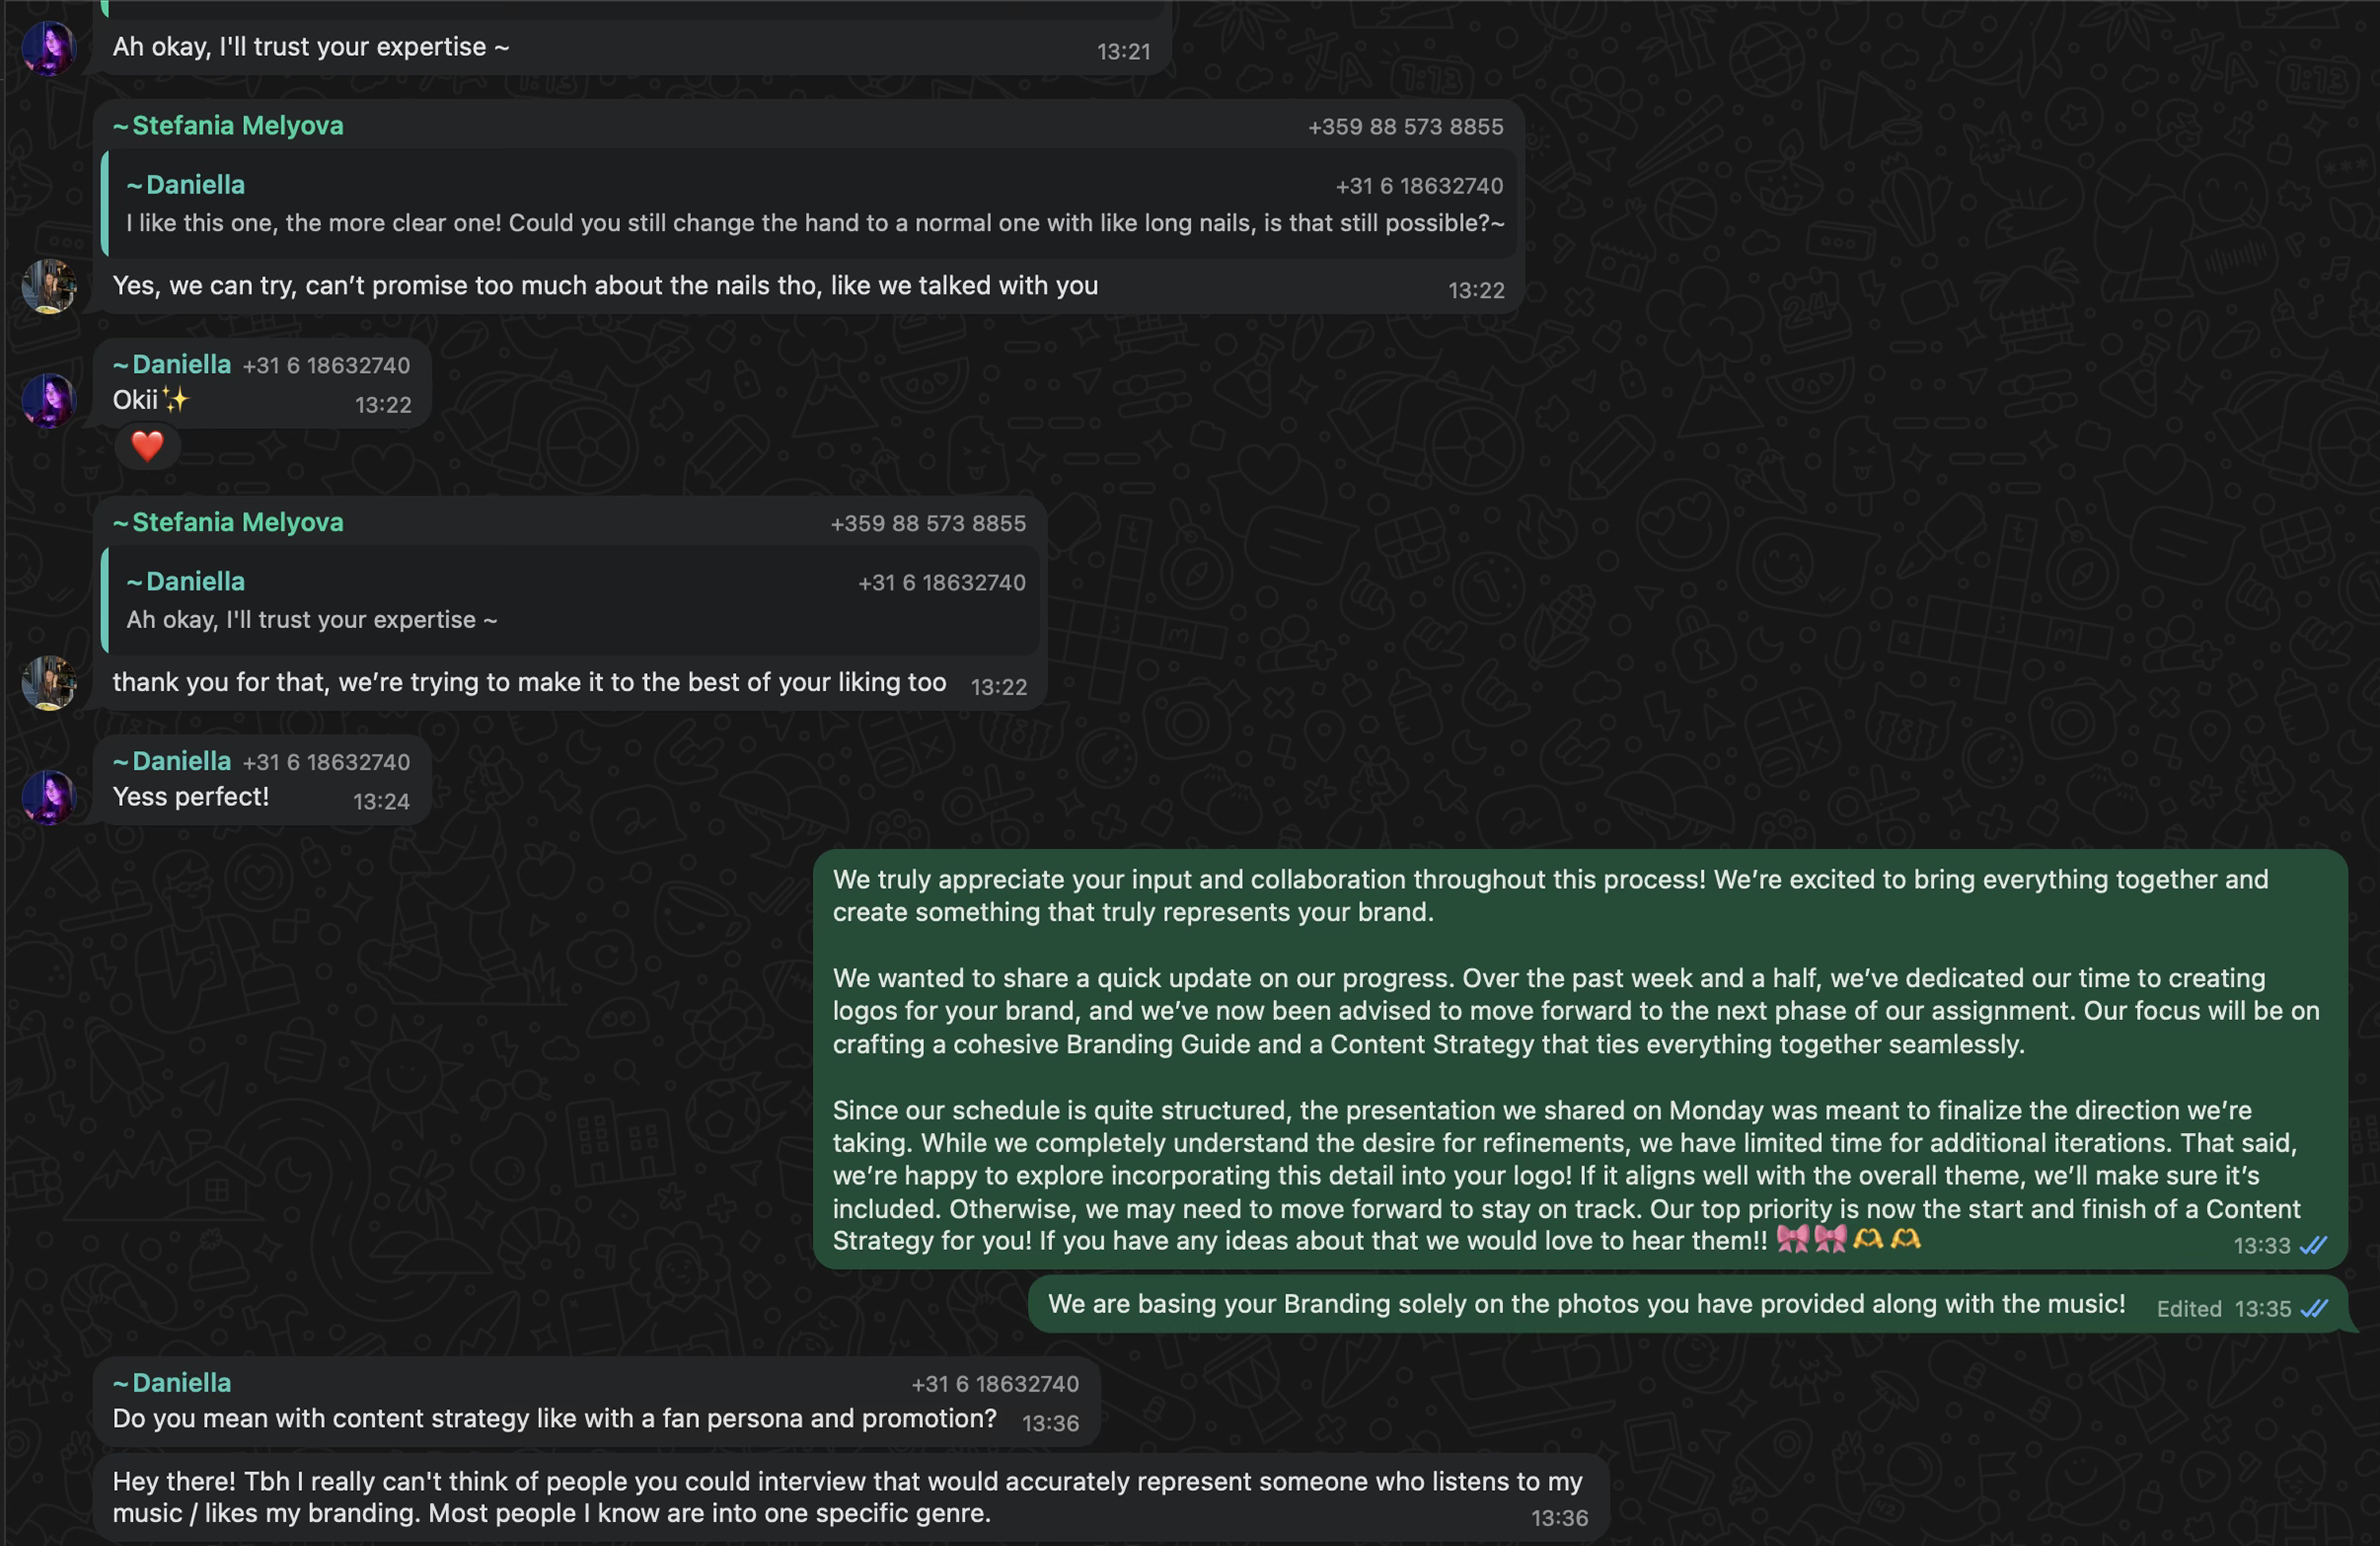 Ah okay, I'll trust your expertise ~
13:21
~Stefania Melyova +359 88 573 8855
~Daniella +31 6 18632740
I like this one, the more clear one! Could you still change the hand to a normal one with like long nails, is that still possible?~
Yes, we can try, can’t promise too much about the nails tho, like we talked with you
13:22
~Daniella +31 6 18632740
Okii✨ 13:22
❤️
~Stefania Melyova +359 88 573 8855
~Daniella +31 6 18632740
Ah okay, I'll trust your expertise ~
thank you for that, we’re trying to make it to the best of your liking too 13:22
~Daniella +31 6 18632740
Yess perfect! 13:24
We truly appreciate your input and collaboration throughout this process! We’re excited to bring everything together and
create something that truly represents your brand.
We wanted to share a quick update on our progress. Over the past week and a half, we’ve dedicated our time to creating
logos for your brand, and we’ve now been advised to move forward to the next phase of our assignment. Our focus will be on
crafting a cohesive Branding Guide and a Content Strategy that ties everything together seamlessly.
Since our schedule is quite structured, the presentation we shared on Monday was meant to finalize the direction we’re
taking. While we completely understand the desire for refinements, we have limited time for additional iterations. That said,
we’re happy to explore incorporating this detail into your logo! If it aligns well with the overall theme, we’ll make sure it’s
included. Otherwise, we may need to move forward to stay on track. Our top priority is now the start and finish of a Content
Strategy for you! If you have any ideas about that we would love to hear them!! 🎀🎀🫶🫶
13:33
We are basing your Branding solely on the photos you have provided along with the music! Edited 13:35
~Daniella +31 6 18632740
Do you mean with content strategy like with a fan persona and promotion? 13:36
Hey there! Tbh I really can't think of people you could interview that would accurately represent someone who listens to my
music / likes my branding. Most people I know are into one specific genre.
13:36